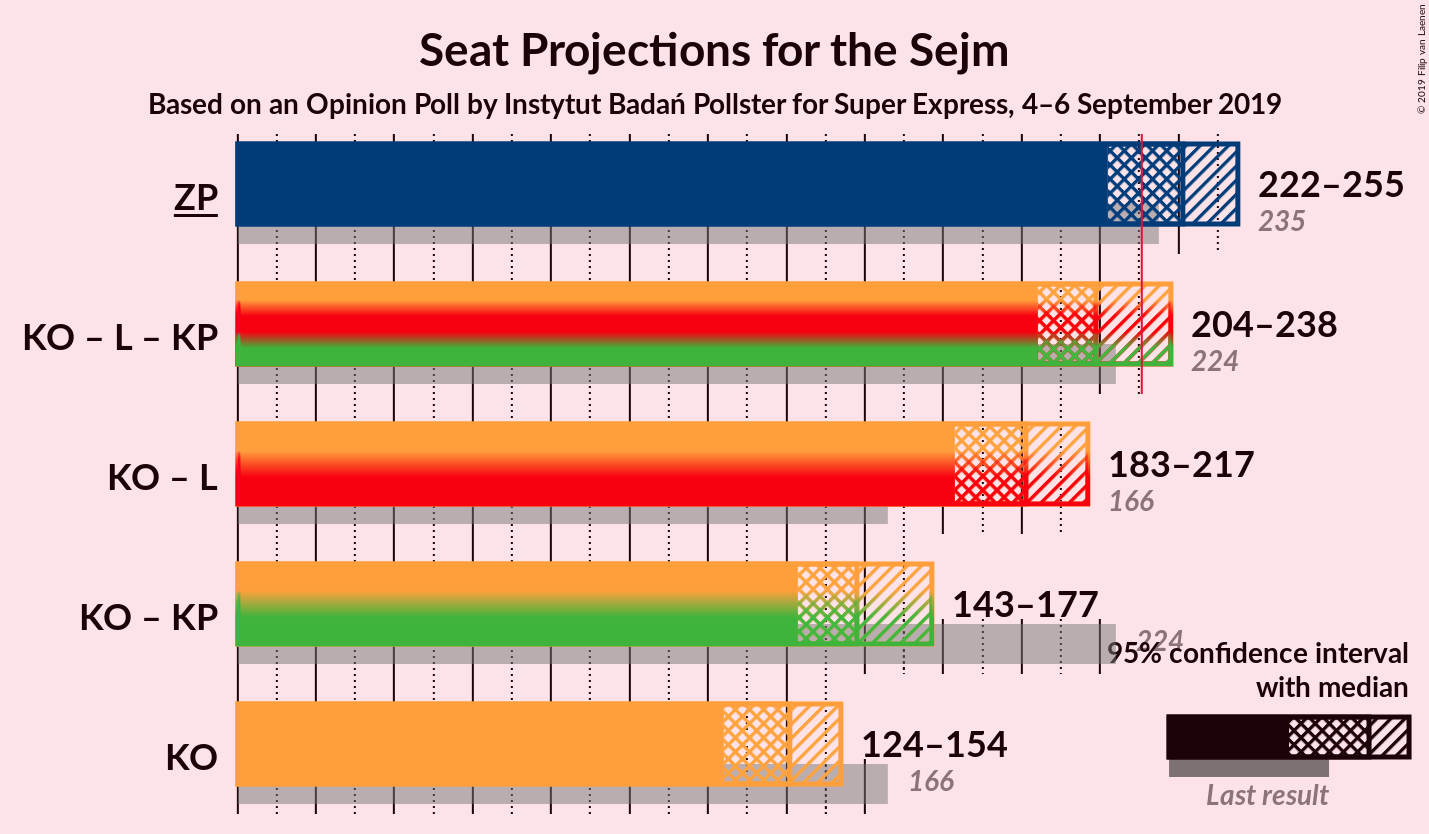 Seat Projections for the Sejm
Based on an Opinion Poll by Instytut Badań Pollster for Super Express, 4–6 September 2019
© 2019 Filip van Laenen
ZP
222–255
235
KO – L – KP
204–238
224
KO – L
183–217
166
KO – KP
143–177
224
95% confidence interval
with median
KO
124–154
166
Last result